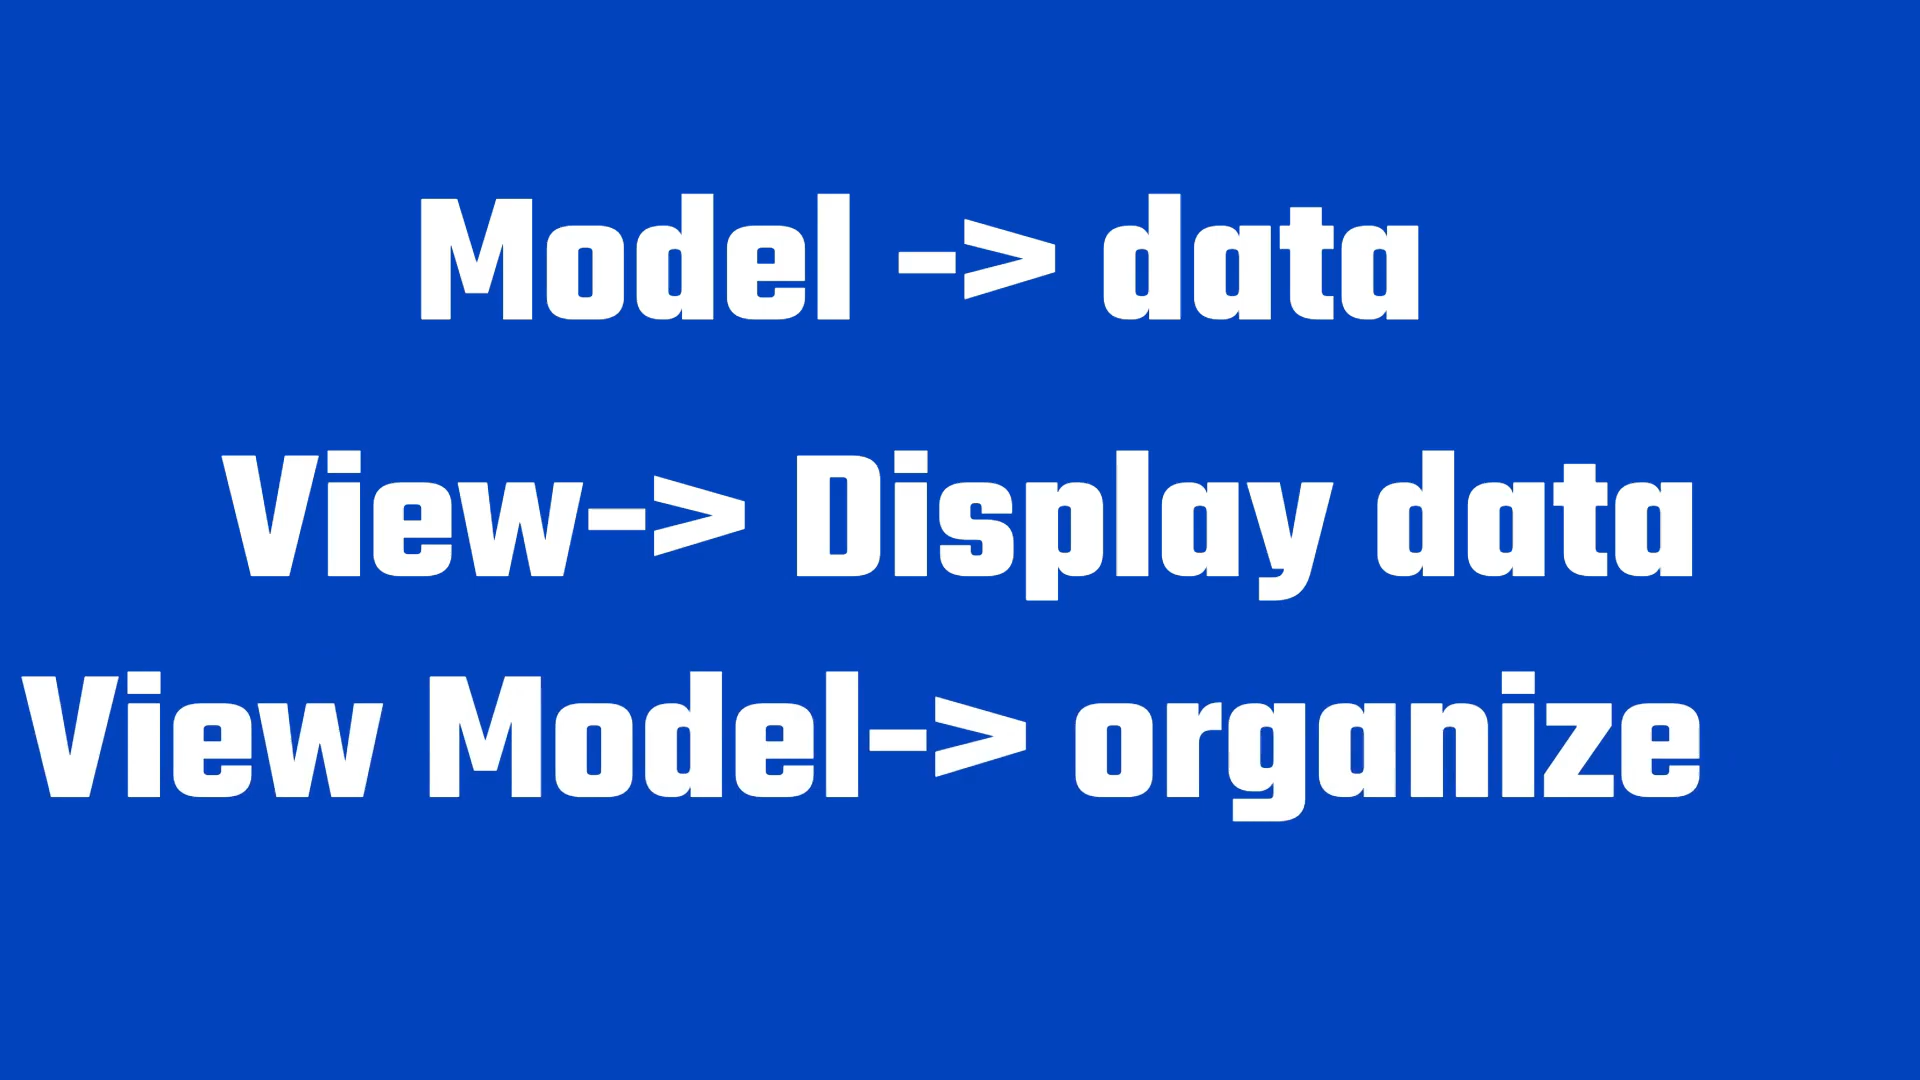 Model -> data
View-> Display data
View Model-> organize